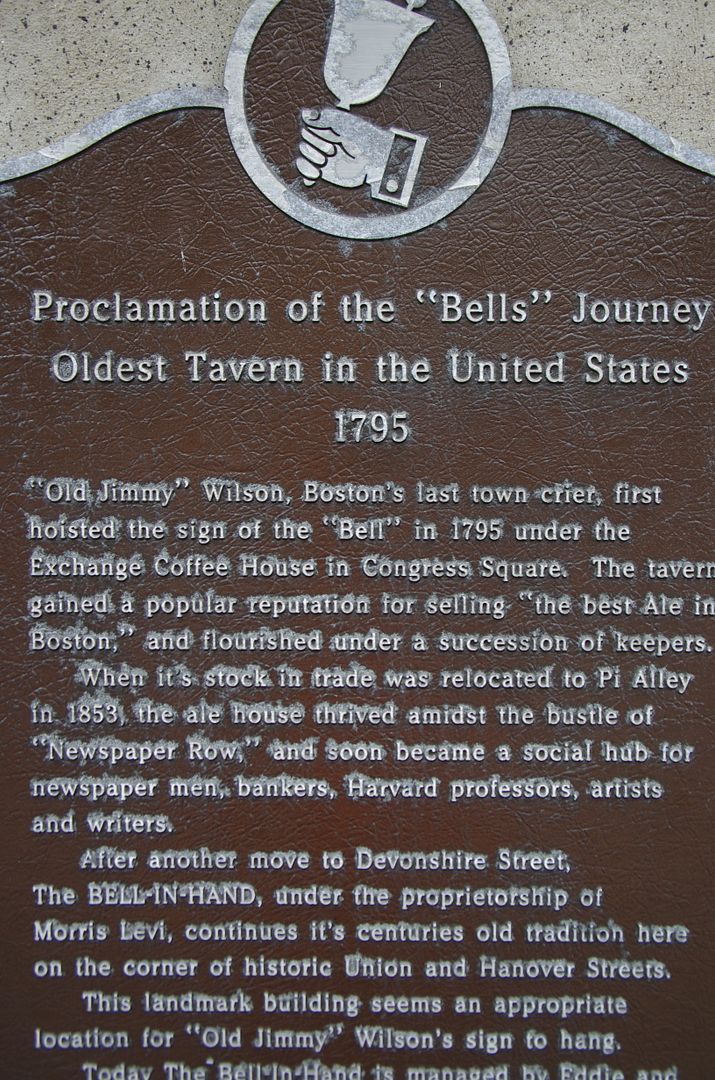 Proclamation of the "Bells" Journey
Oldest Tavern in the United States
1795
"Old Jimmy" Wilson, Boston's last town crier, first
hoisted the sign of the "Bell" in 1795 under the
Exchange Coffee House in Congress Square. The tavern
gained a popular reputation for selling "the best Ale in
Boston," and flourished under a succession of keepers.
When it's stock in trade was relocated to Pi Alley
in 1853, the ale house thrived amidst the bustle of
"Newspaper Row," and soon became a social hub for
newspaper men, bankers, Harvard professors, artists
and writers.
After another move to Devonshire Street,
The BELL-IN-HAND, under the proprietorship of
Morris Levi, continues it's centuries old tradition here
on the corner of historic Union and Hanover Streets.
This landmark building seems an appropriate
location for "Old Jimmy" Wilson's sign to hang.
Today The Bell-In-Hand is managed by Eddie and